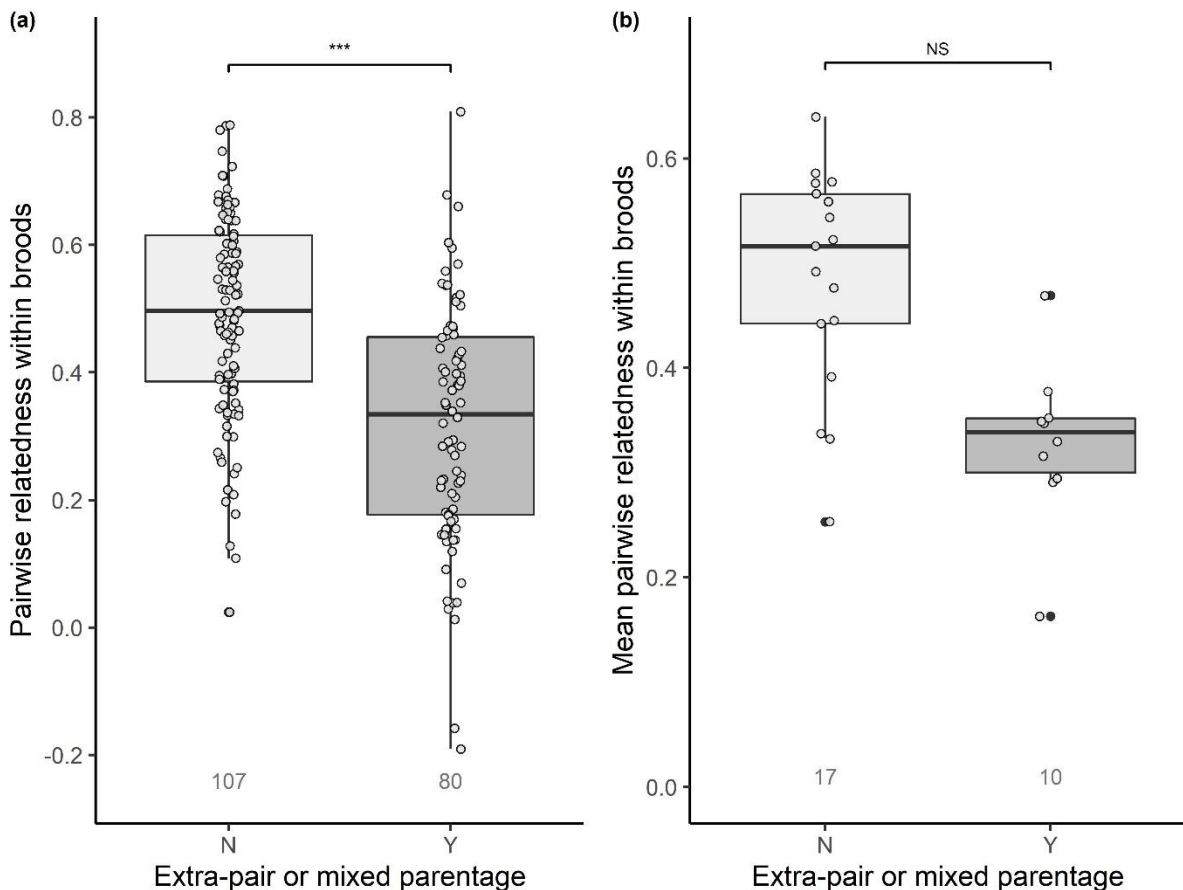 (a)
***
Pairwise relatedness within broods
0.8
0.6
0.4
0.2
0.0
-0.2
107
80
N
Y
Extra-pair or mixed parentage
(b)
NS
Mean pairwise relatedness within broods
0.6
0.4
0.2
0.0
17
10
N
Y
Extra-pair or mixed parentage